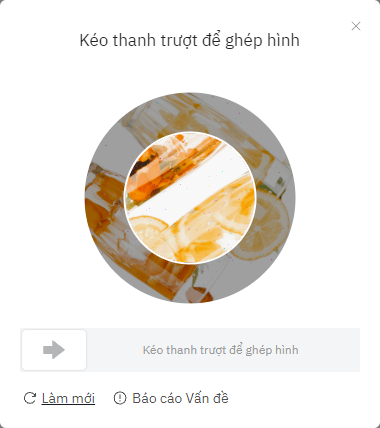 Kéo thanh trượt để ghép hình
Kéo thanh trượt để ghép hình
Làm mới
Báo cáo Vấn đề